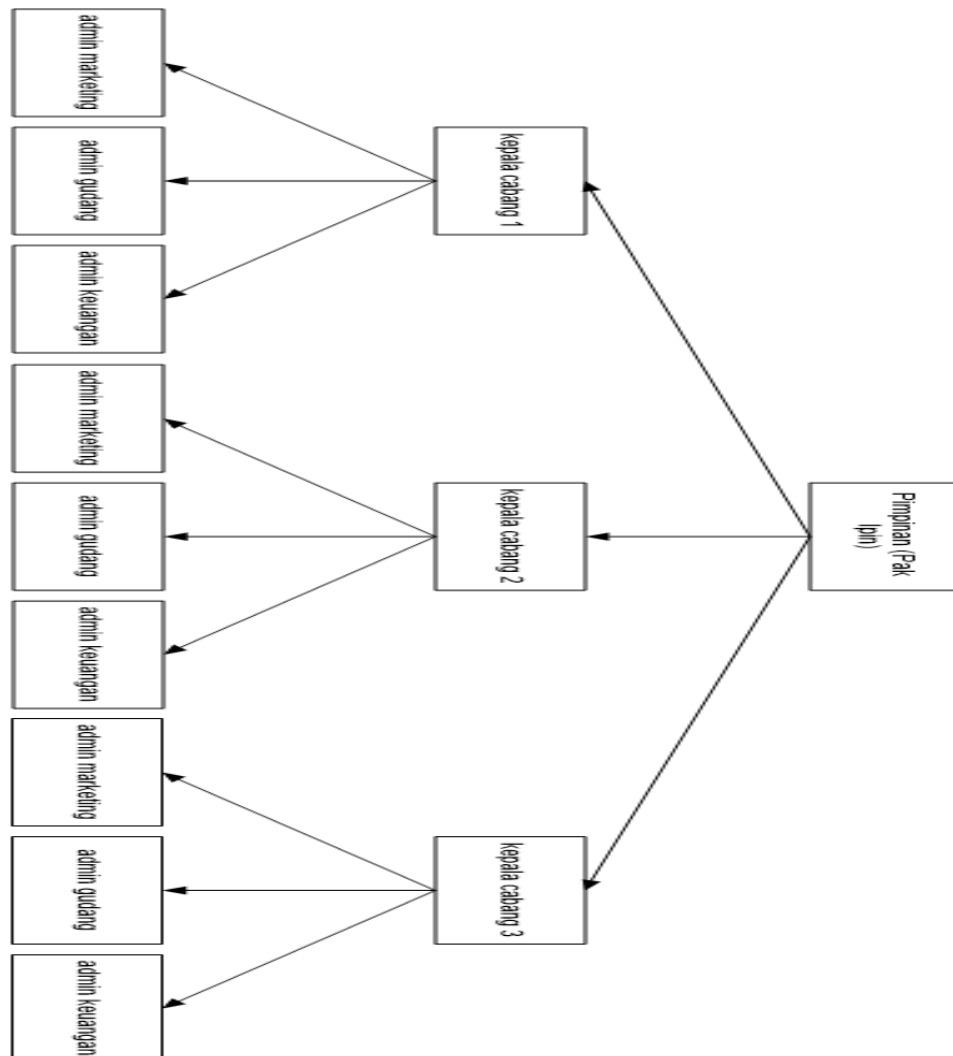 Pimpinan (Pak
Ipin)
kepala cabang 1
kepala cabang 2
kepala cabang 3
admin marketing
admin gudang
admin keuangan
admin marketing
admin gudang
admin keuangan
admin marketing
admin gudang
admin keuangan